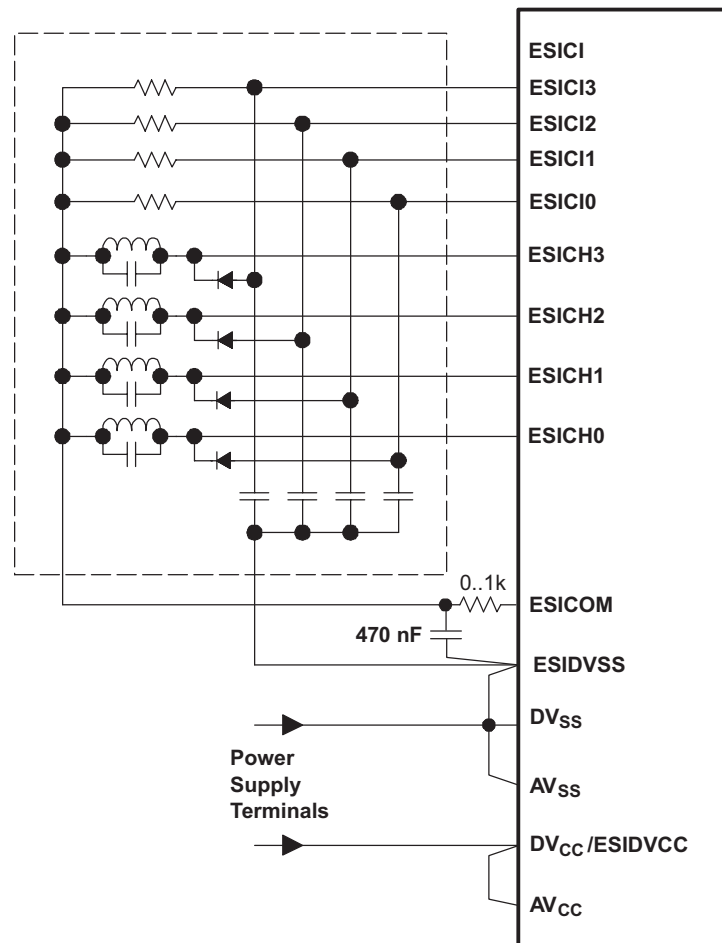 ESICI
ESICI3
ESICI2
ESICI1
ESICI0
ESICH3
ESICH2
ESICH1
ESICH0
0..1k
ESICOM
470 nF
ESIDVSS
DVSS
Power
Supply
Terminals
AVSS
DVCC/ESIDVCC
AVCC